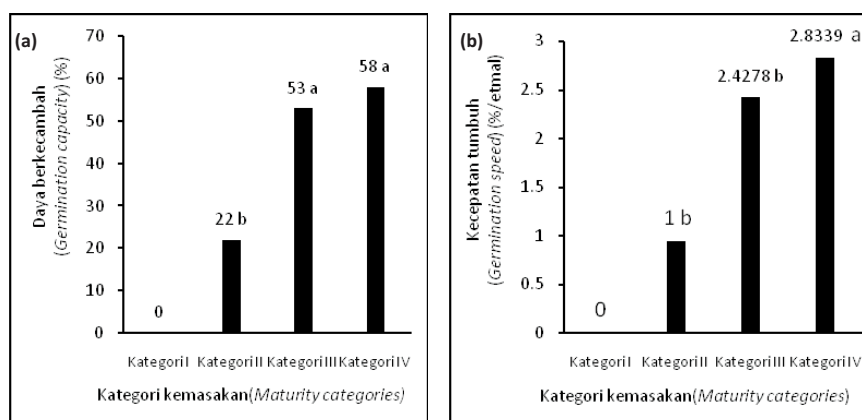 (a)
Daya berkecambah
(Germination capacity) (%)
70
60
50
40
30
20
10
0
0
22 b
53 a
58 a
Kategori I Kategori II Kategori III Kategori IV
Kategori kemasakan(Maturity categories)
(b)
Kecepatan tumbuh
(Germination speed) (%/etmal)
3
2.5
2
1.5
1
0.5
0
0
1 b
2.4278 b
2.8339 a
Kategori I Kategori II Kategori III Kategori IV
Kategori kemasakan(Maturity categories)